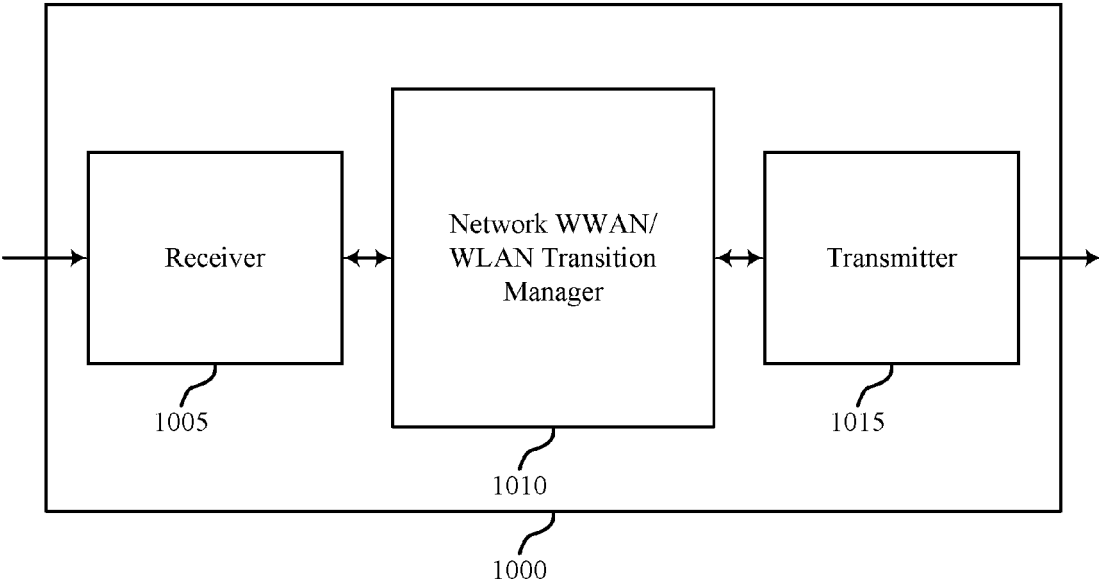 Receiver
Network WWAN/
WLAN Transition
Manager
Transmitter
1005
1010
1015
1000